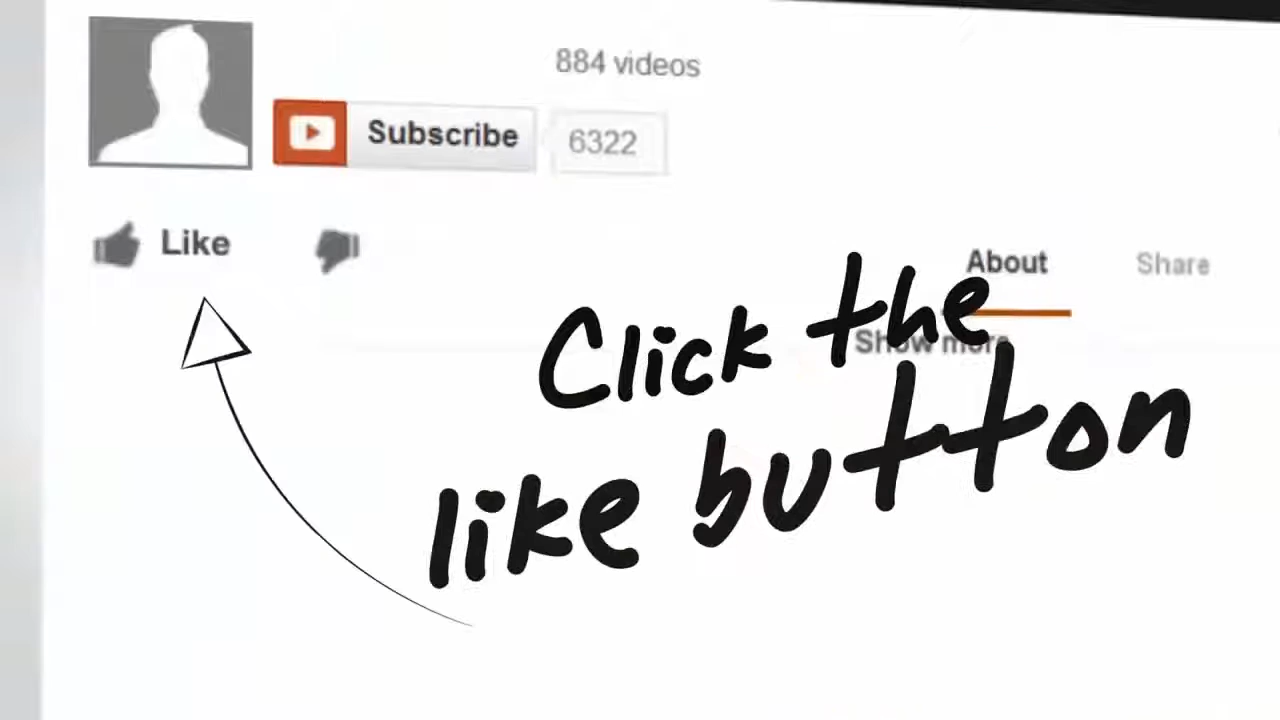 884 videos
Subscribe 6322
Like
About Share
Show more
Click the
like button